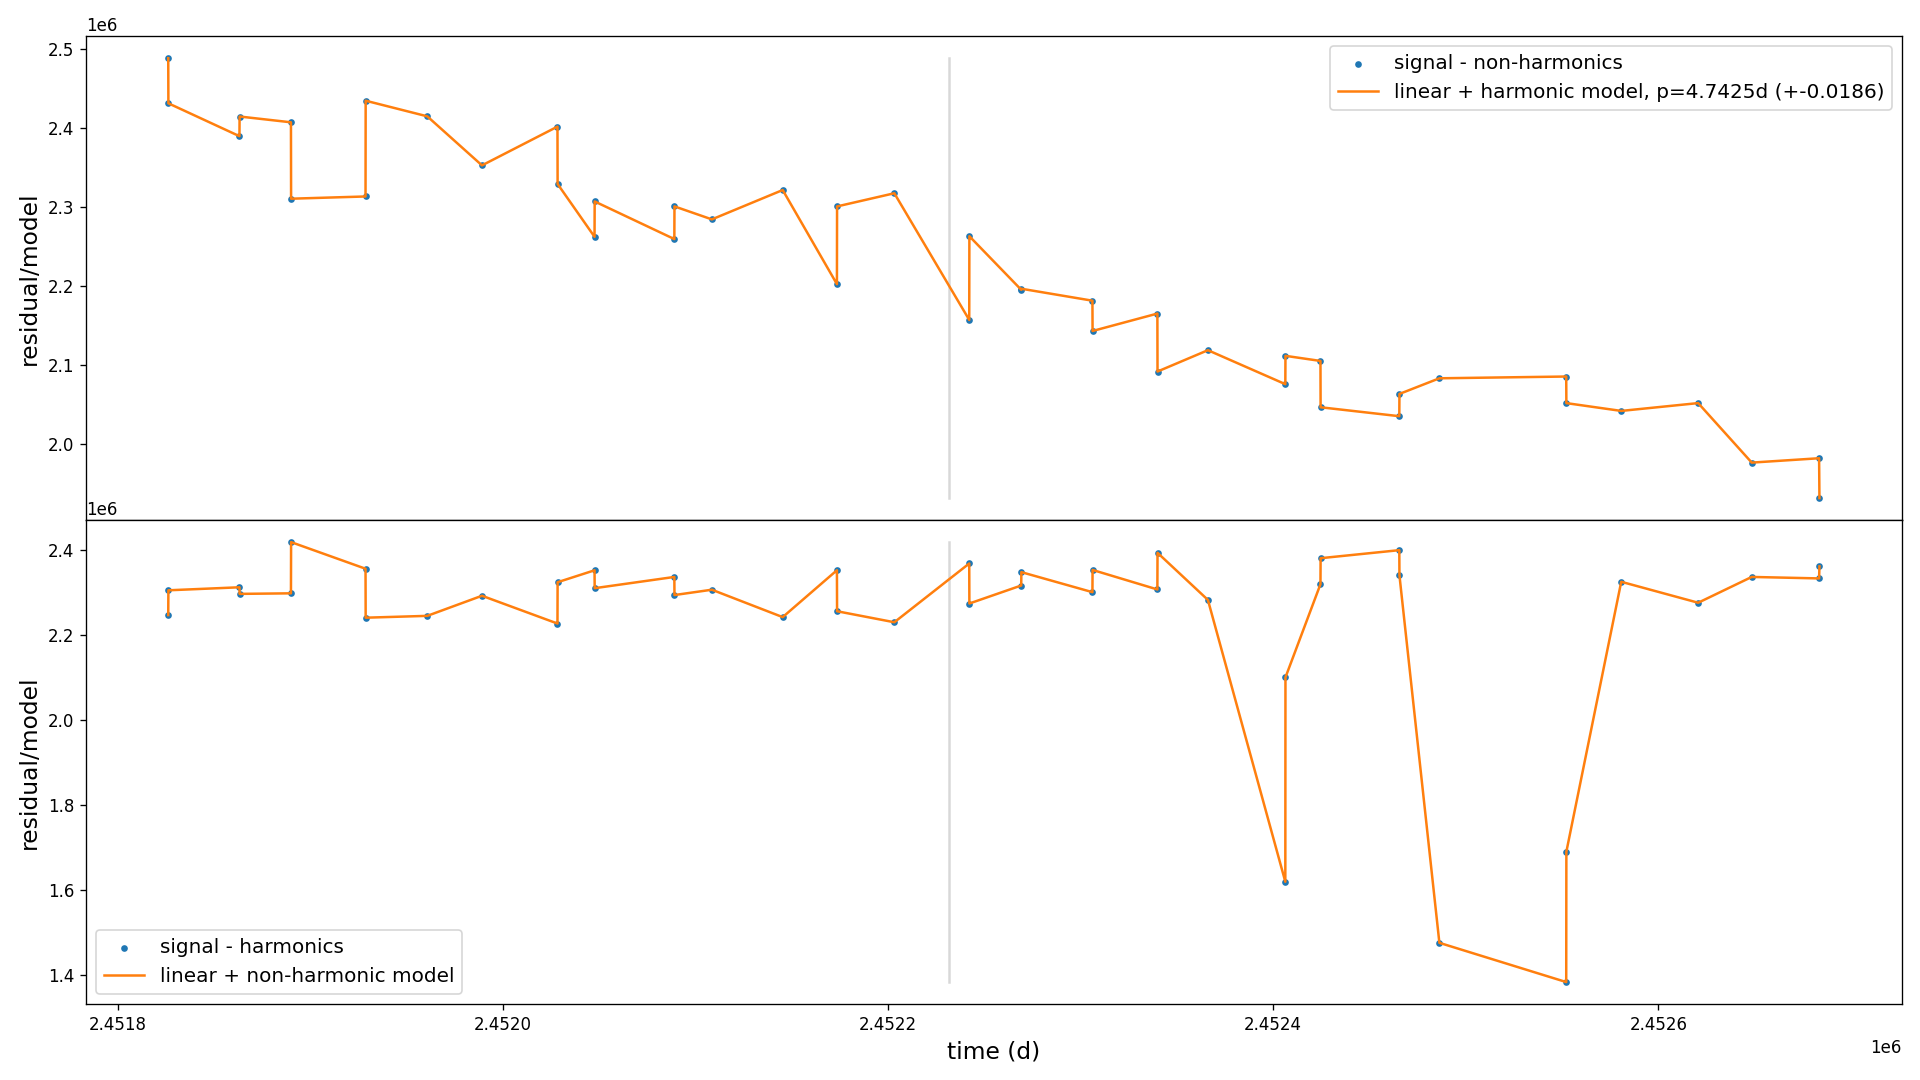 1e6
2.5
2.4
2.3
2.2
2.1
2.0
residual/model
signal - non-harmonics
linear + harmonic model, p=4.7425d (+-0.0186)
1e6
2.4
2.2
2.0
1.8
1.6
1.4
residual/model
signal - harmonics
linear + non-harmonic model
2.4518 2.4520 2.4522 2.4524 2.4526
1e6
time (d)